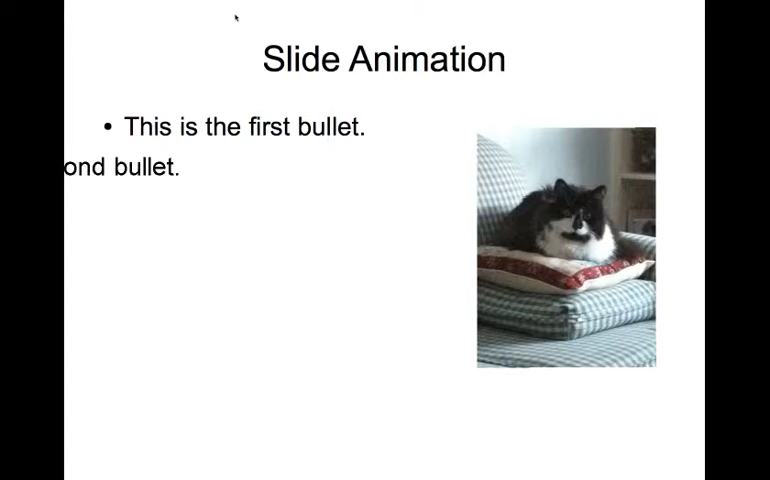 Slide Animation
• This is the first bullet.
ond bullet.